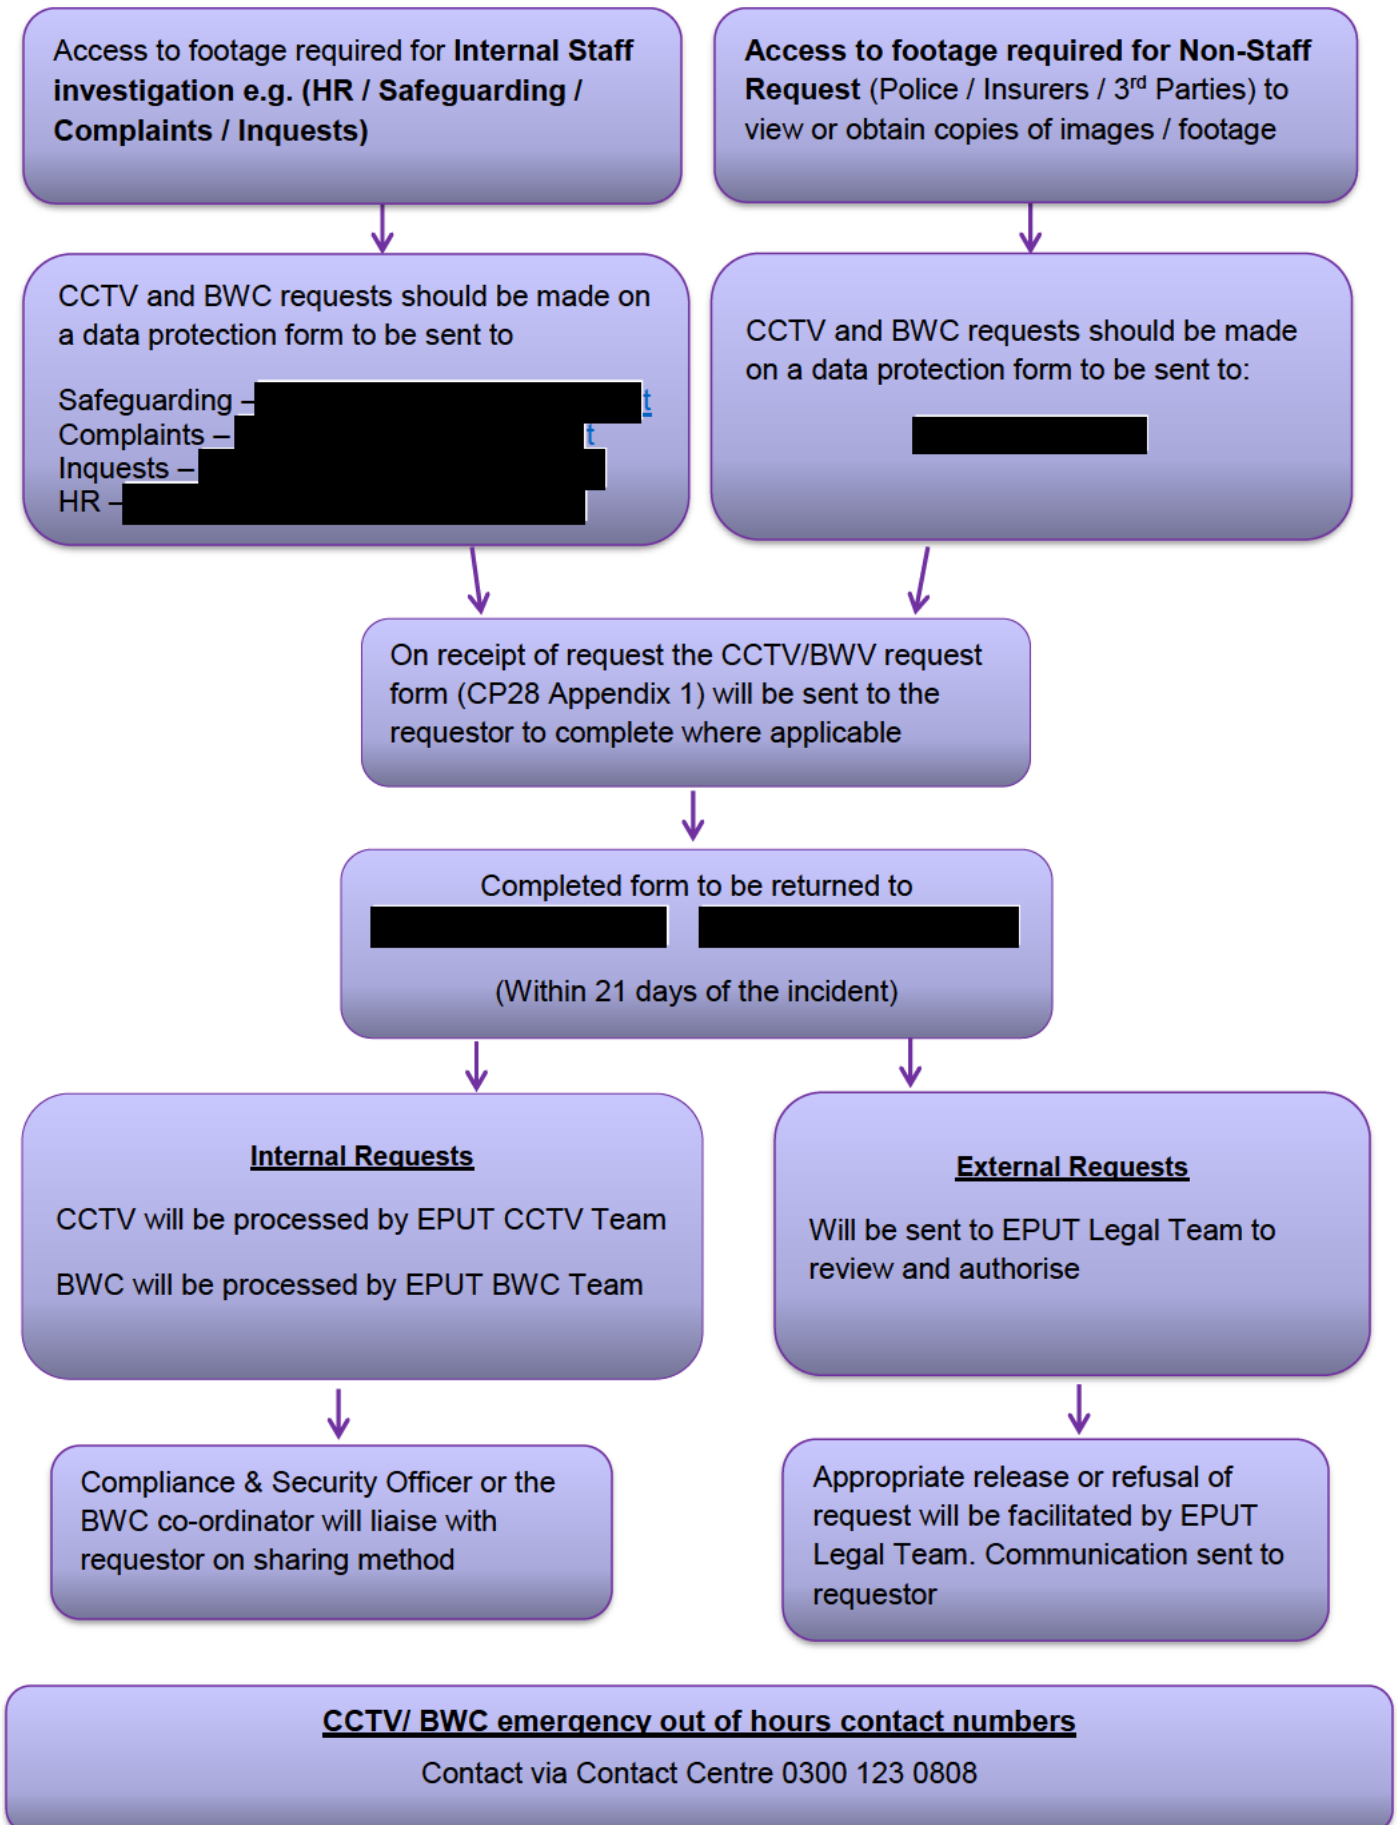 Access to footage required for Internal Staff
investigation e.g. (HR / Safeguarding /
Complaints / Inquests)
Access to footage required for Non-Staff
Request (Police / Insurers / 3rd Parties) to
view or obtain copies of images / footage
CCTV and BWC requests should be made on
a data protection form to be sent to
Safeguarding – t
Complaints – t
Inquests –
HR –
CCTV and BWC requests should be made
on a data protection form to be sent to:
On receipt of request the CCTV/BWV request
form (CP28 Appendix 1) will be sent to the
requestor to complete where applicable
Completed form to be returned to
(Within 21 days of the incident)
Internal Requests
CCTV will be processed by EPUT CCTV Team
BWC will be processed by EPUT BWC Team
External Requests
Will be sent to EPUT Legal Team to
review and authorise
Compliance & Security Officer or the
BWC co-ordinator will liaise with
requestor on sharing method
Appropriate release or refusal of
request will be facilitated by EPUT
Legal Team. Communication sent to
requestor
CCTV/ BWC emergency out of hours contact numbers
Contact via Contact Centre 0300 123 0808